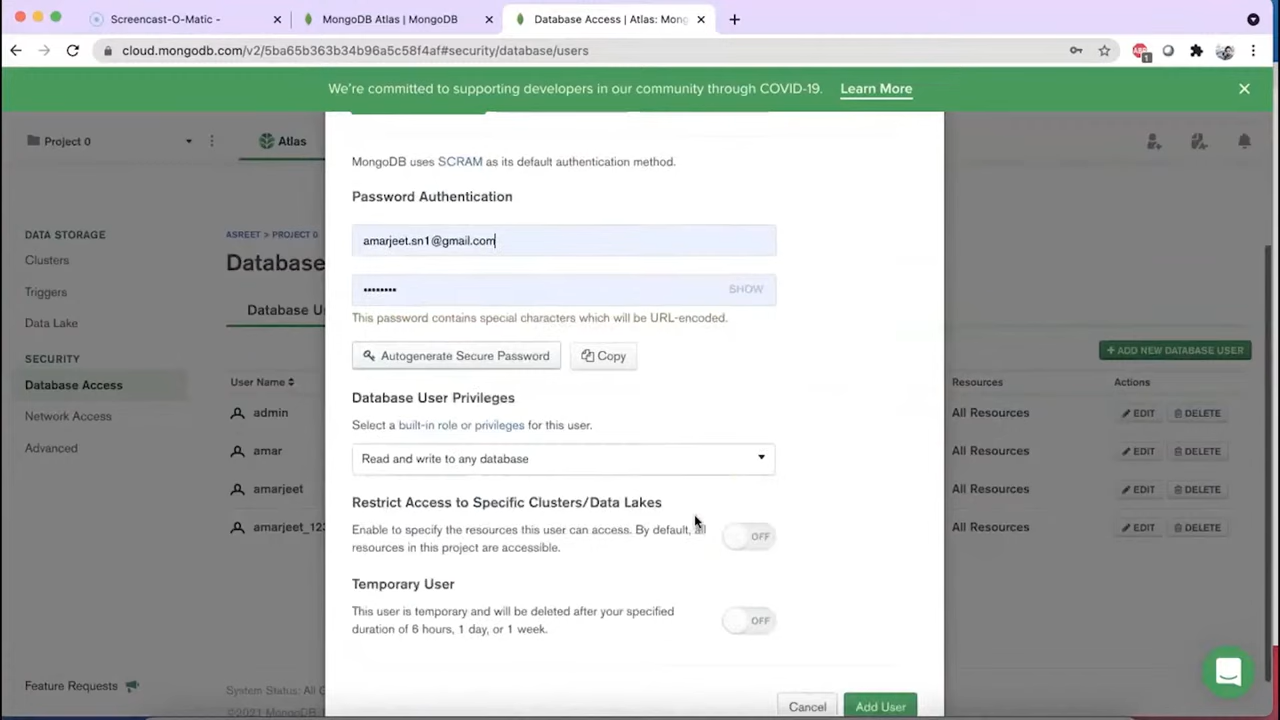 Screencast-O-Matic -
MongoDB Atlas | MongoDB
Database Access | Atlas: Mong
cloud.mongodb.com/v2/5ba65b363b34b96a5c58f4af#security/database/users
1
We're committed to supporting developers in our community through COVID-19. Learn More
Project 0
Atlas
DATA STORAGE
Clusters
Triggers
Data Lake
SECURITY
Database Access
Network Access
Advanced
Feature Requests
ASREET > PROJECT 0
Database
Database U
User Name
admin
amar
amarjeet
amarjeet_123
System Status: All
©2021 MongoDB,
MongoDB uses SCRAM as its default authentication method.
Password Authentication
amarjeet.sn1@gmail.com
•••••••• SHOW
This password contains special characters which will be URL-encoded.
Autogenerate Secure Password Copy
Database User Privileges
Select a built-in role or privileges for this user.
Read and write to any database
Restrict Access to Specific Clusters/Data Lakes
Enable to specify the resources this user can access. By default, all
resources in this project are accessible.
OFF
Temporary User
This user is temporary and will be deleted after your specified
duration of 6 hours, 1 day, or 1 week.
OFF
Cancel Add User
+ ADD NEW DATABASE USER
Resources Actions
All Resources EDIT DELETE
All Resources EDIT DELETE
All Resources EDIT DELETE
All Resources EDIT DELETE